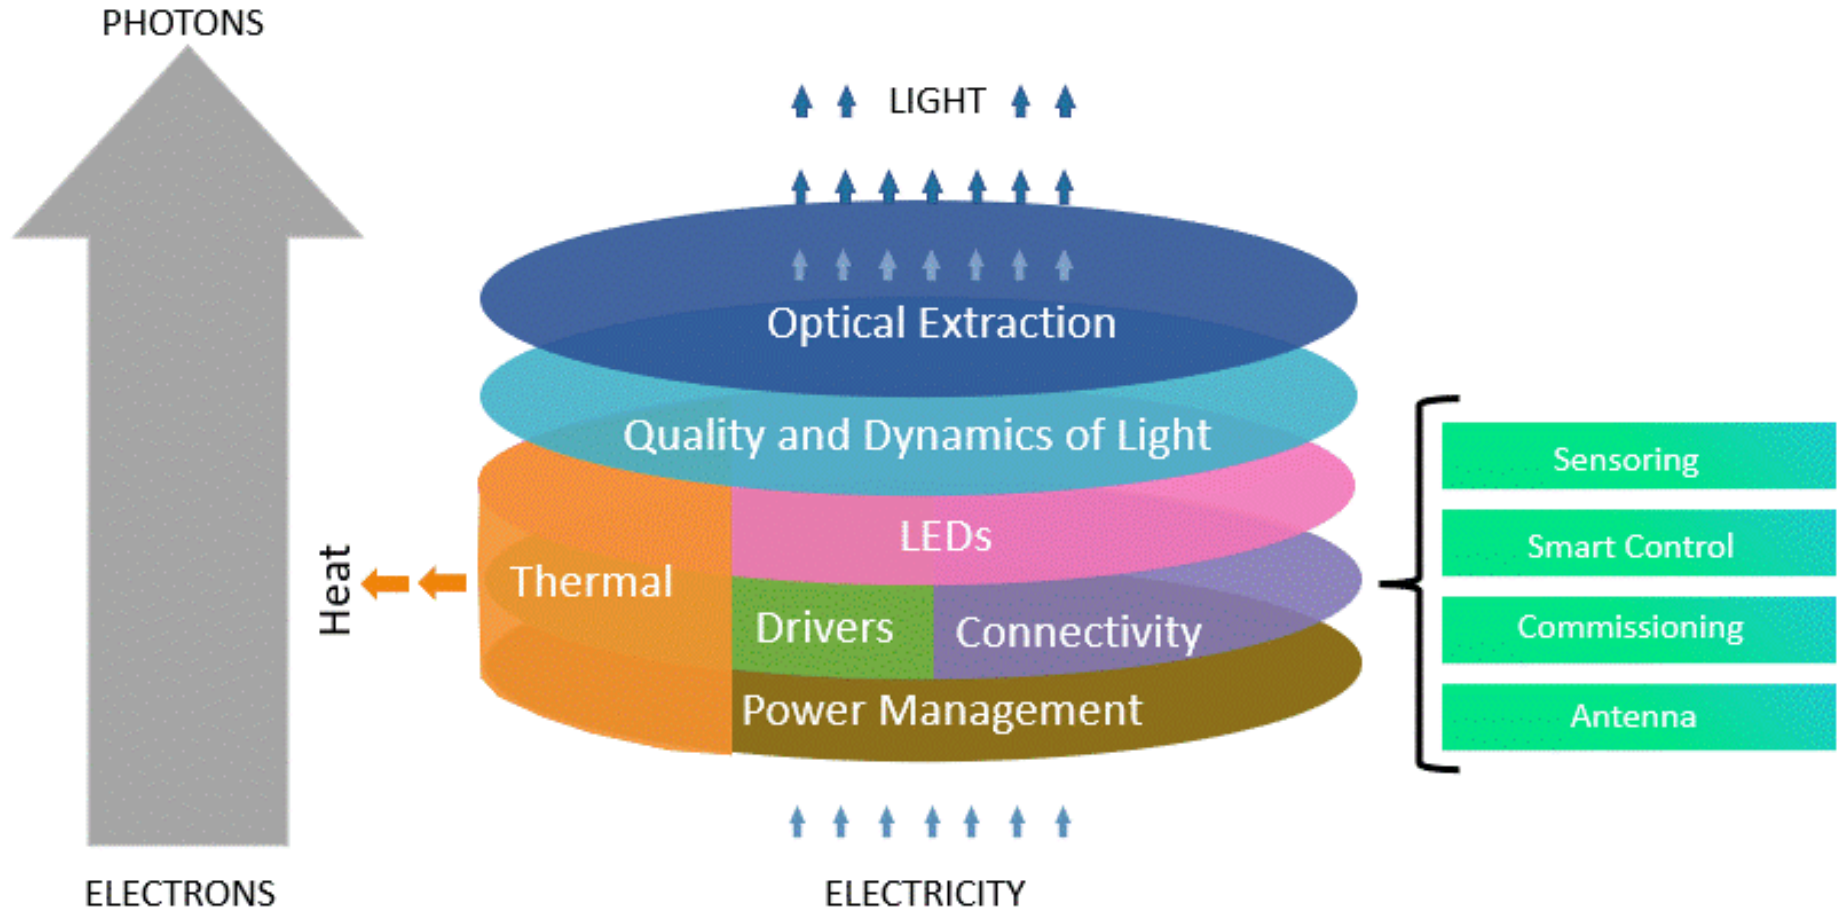 PHOTONS
LIGHT
Optical Extraction
Quality and Dynamics of Light
LEDs
Thermal
Heat
Drivers
Connectivity
Power Management
Sensoring
Smart Control
Commissioning
Antenna
ELECTRONS
ELECTRICITY